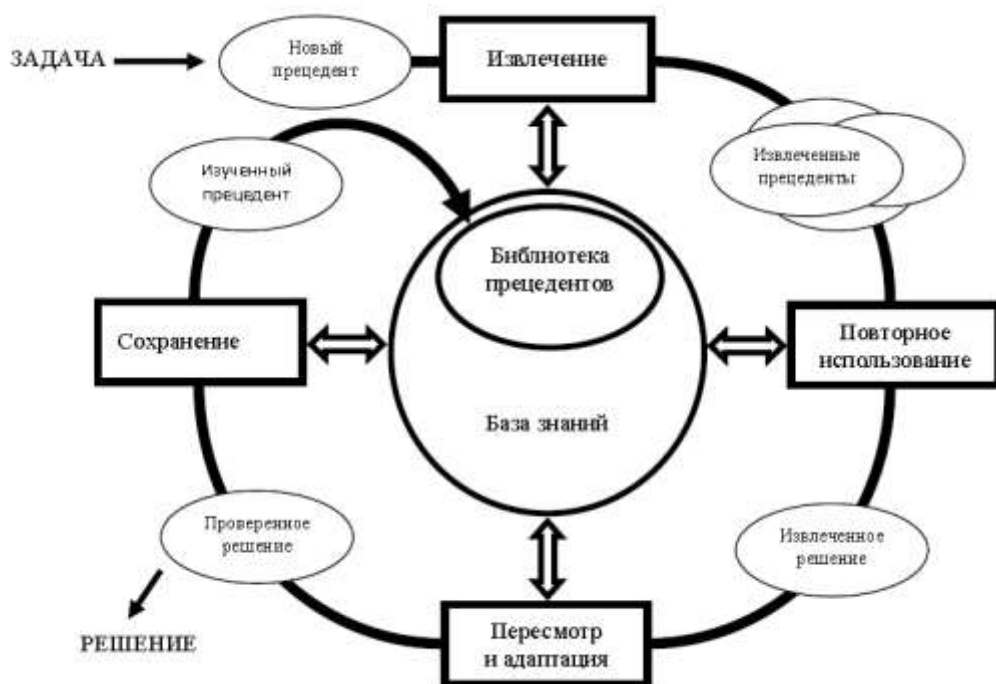 ЗАДАЧА
Новый
прецедент
Извлечение
Извлеченные
прецеденты
Изученный
прецедент
Библиотека
прецедентов
Сохранение
Повторное
использование
База знаний
Проверенное
решение
Извлеченное
решение
РЕШЕНИЕ
Пересмотр
и адаптация